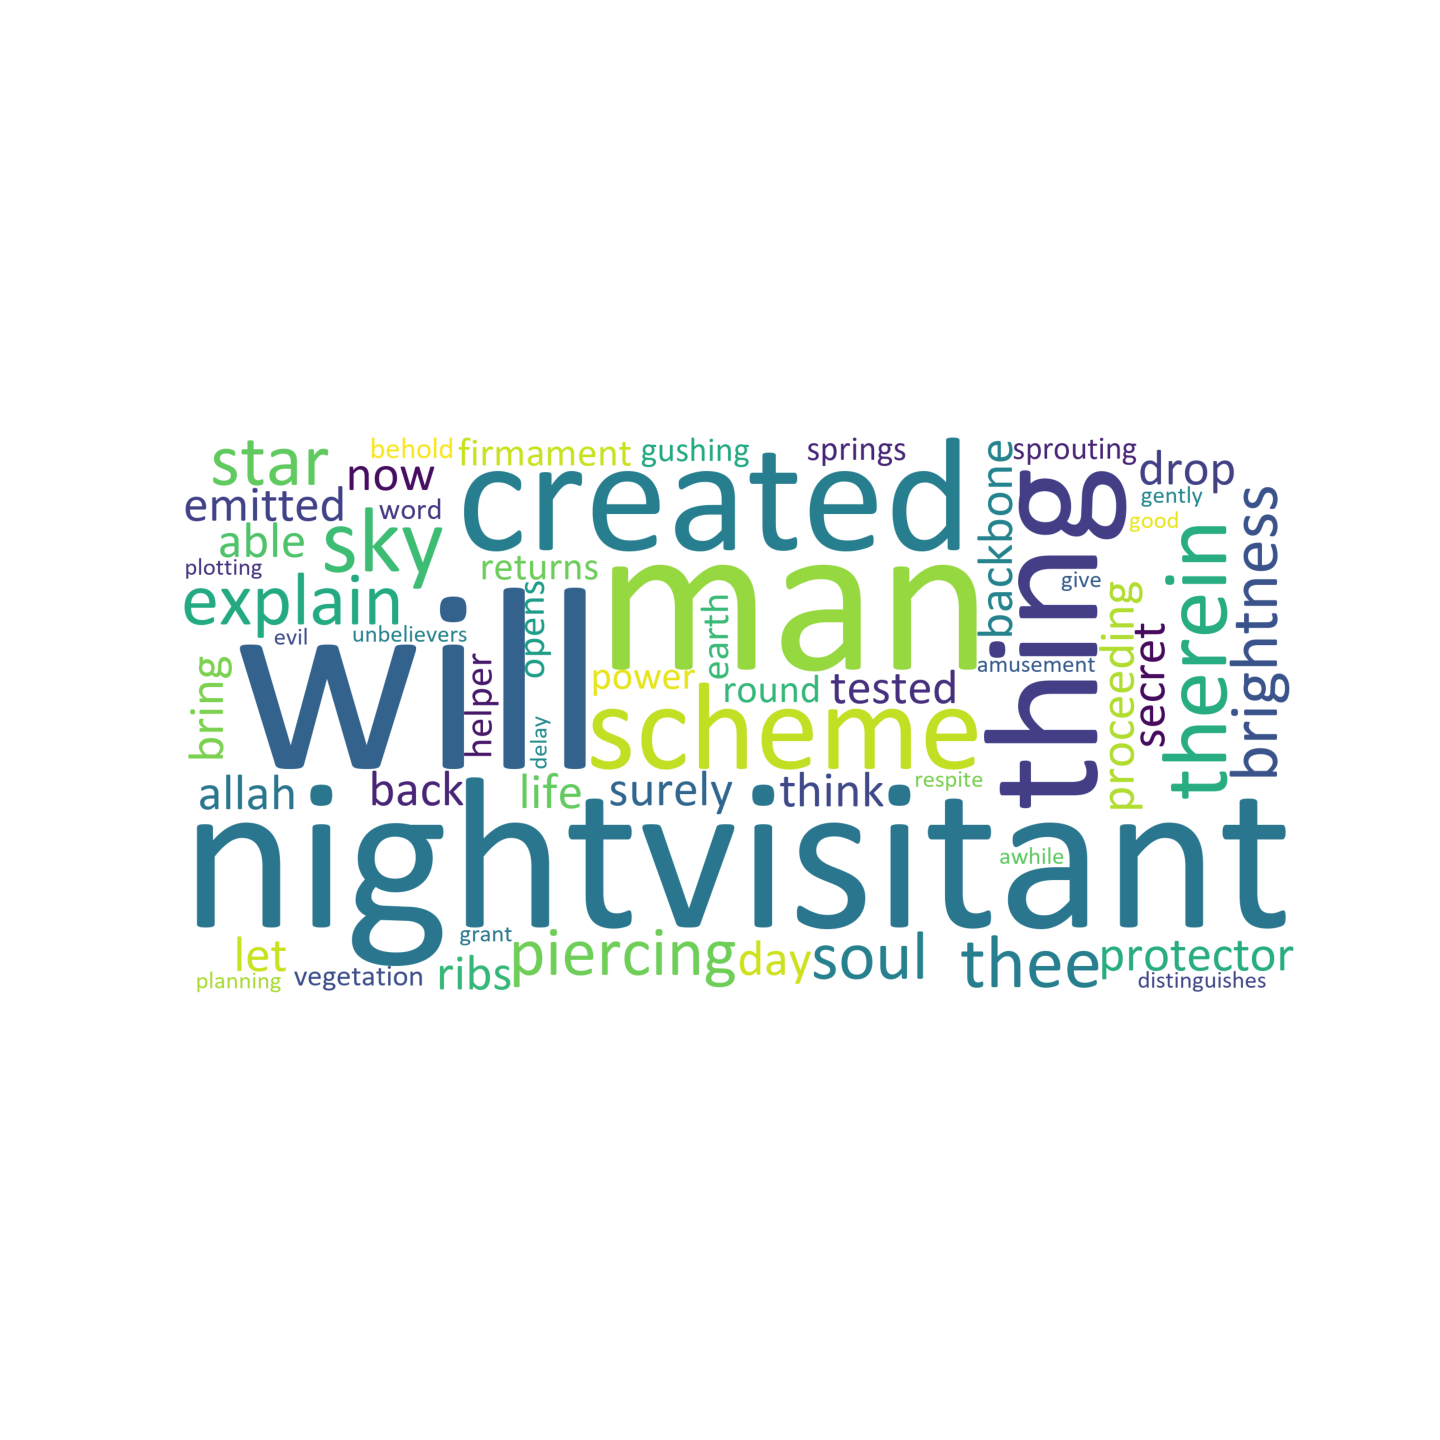 behold
firmament
gushing
springs
sprouting
star
now
created
backbone
drop
emitted
word
gently
good
able
sky
thing
plotting
returns
man
give
explain
opens
earth
therein
brightness
evil
unbelievers
will
amusement
proceeding
secret
bring
helper
power
round
tested
delay
scheme
allah
back
life
surely
think
respite
nightvisitant
awhile
let
grant
piercing
day
soul
thee
protector
planning
vegetation
ribs
distinguishes